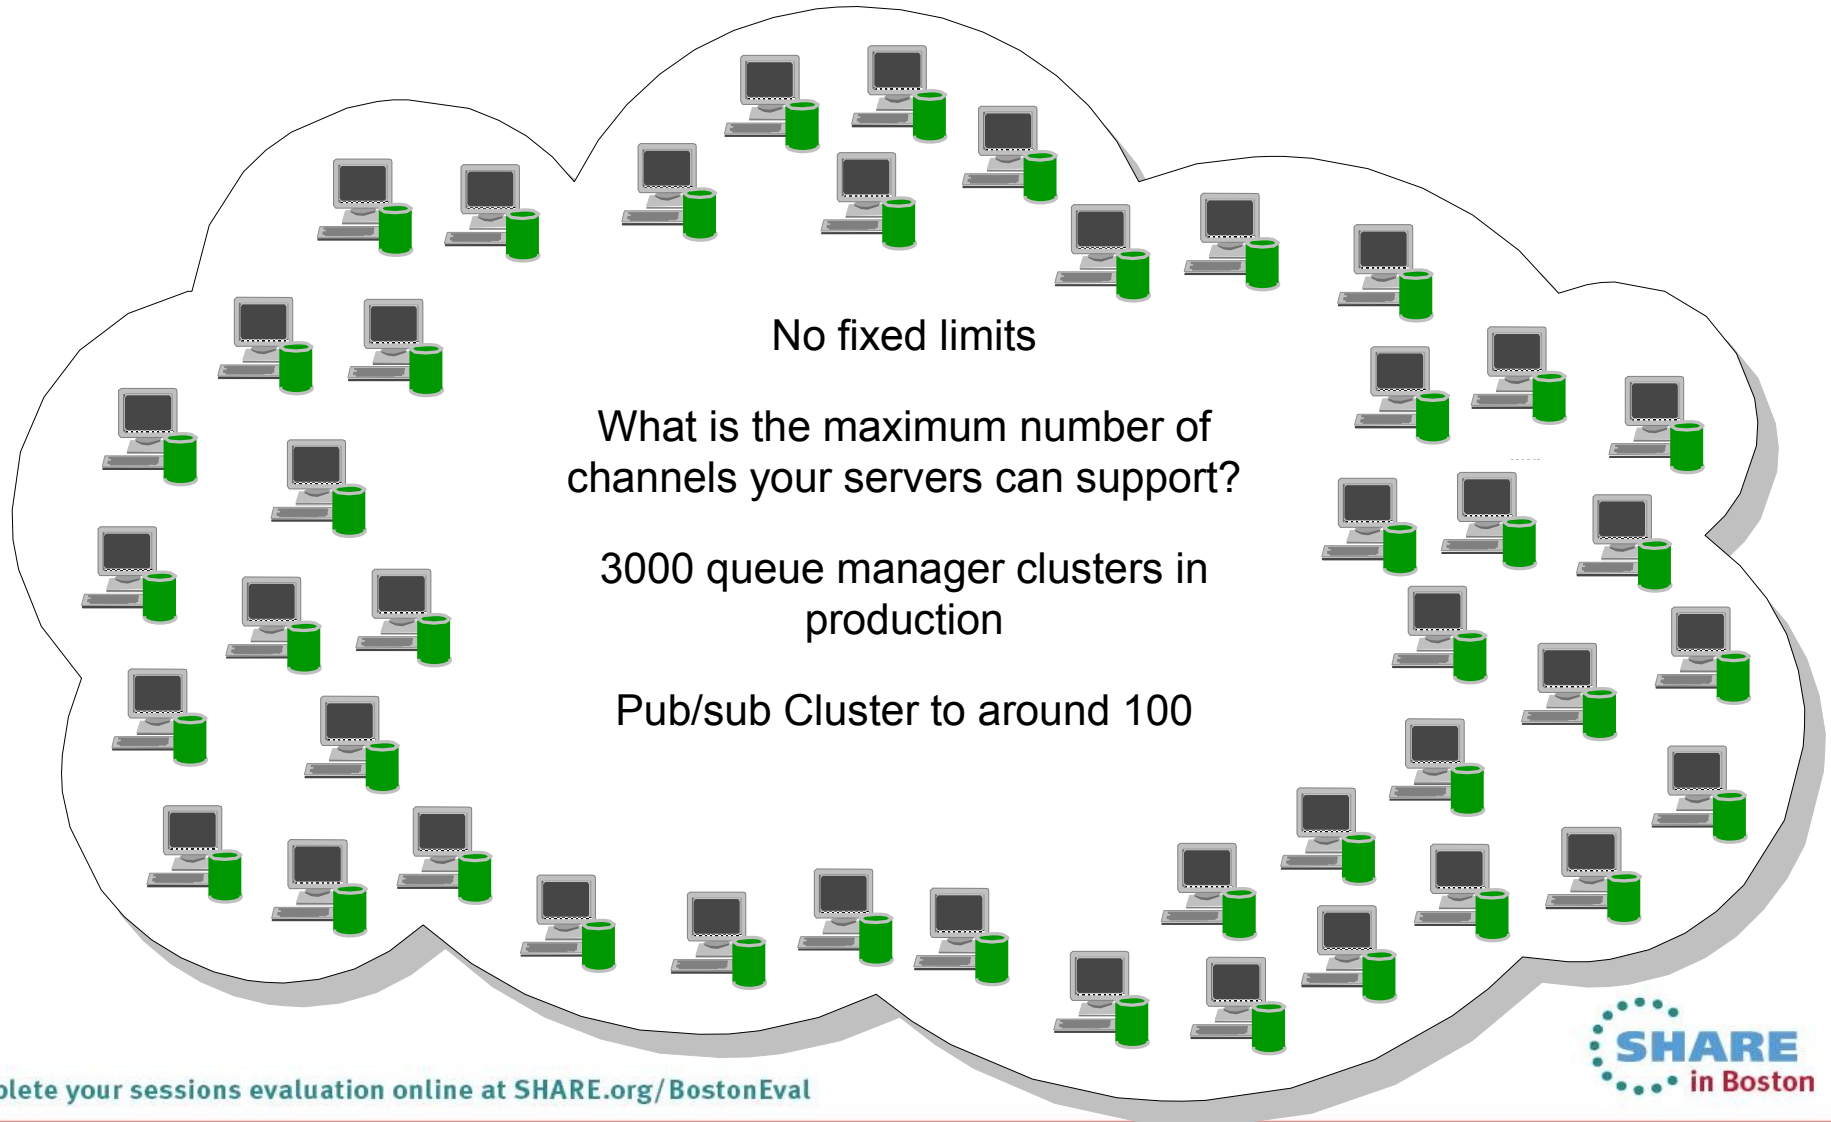 No fixed limits
What is the maximum number of
channels your servers can support?
3000 queue manager clusters in
production
Pub/sub Cluster to around 100
SHARE
in Boston
your sessions evaluation online at SHARE.org/BostonEval